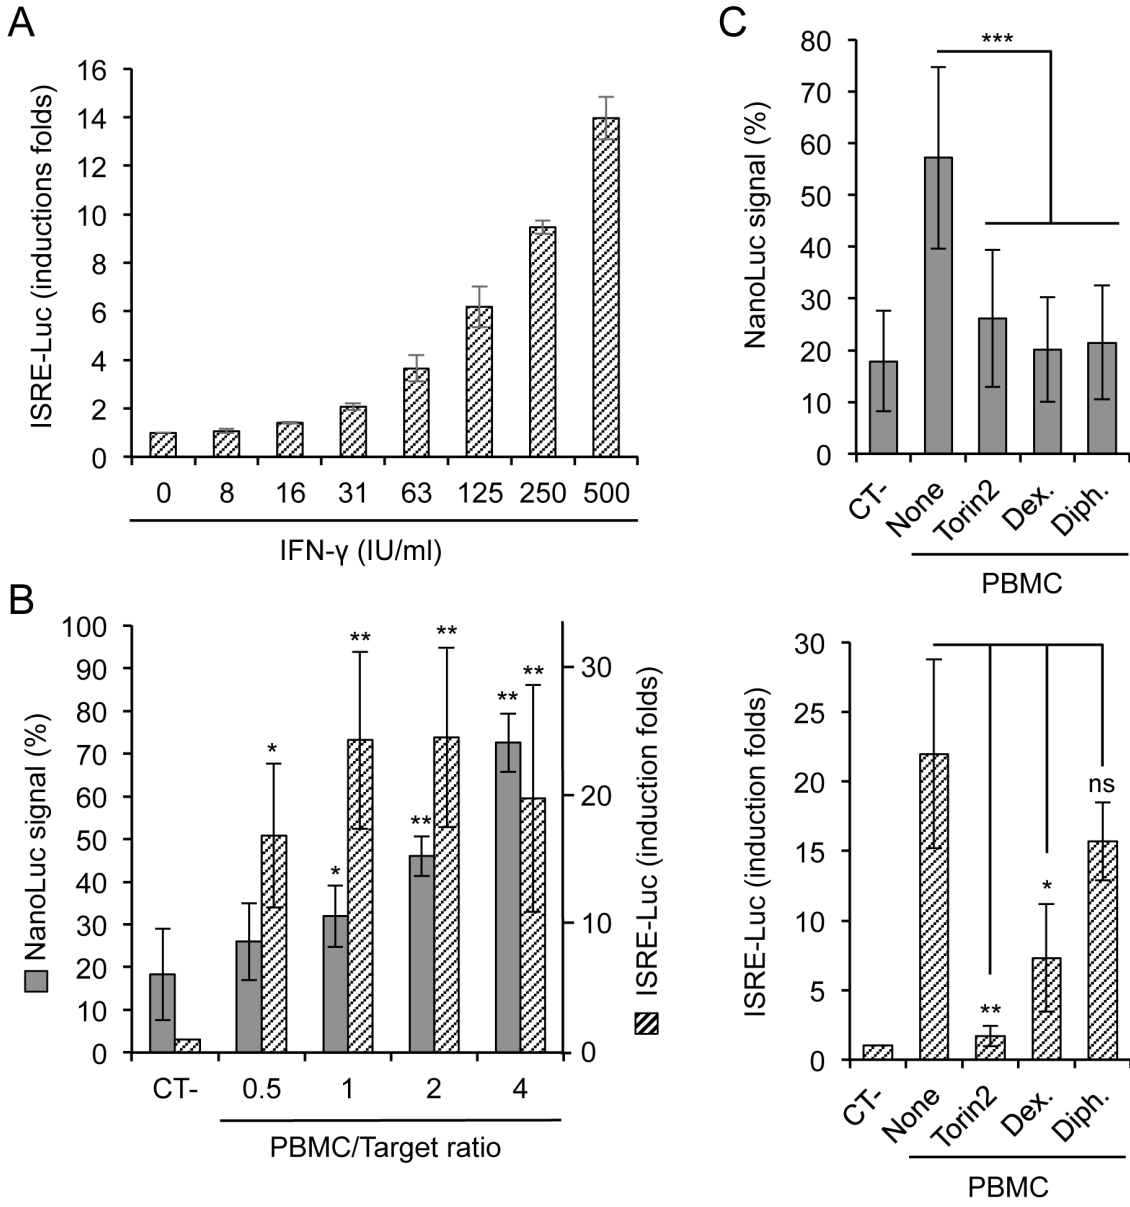 A
ISRE-Luc (inductions folds)
16
14
12
10
8
6
4
2
0
0 8 16 31 63 125 250 500
IFN-γ (IU/ml)
B
NanoLuc signal (%)
100
90
80
70
60
50
40
30
20
10
0
* ** ** **
* ** **
30
20
10
0
ISRE-Luc (induction folds)
CT- 0.5 1 2 4
PBMC/Target ratio
C
NanoLuc signal (%)
80
70
60
50
40
30
20
10
0
***
CT- None Torin2 Dex. Diph.
PBMC
ISRE-Luc (induction folds)
30
25
20
15
10
5
0
** * ns
CT- None Torin2 Dex. Diph.
PBMC